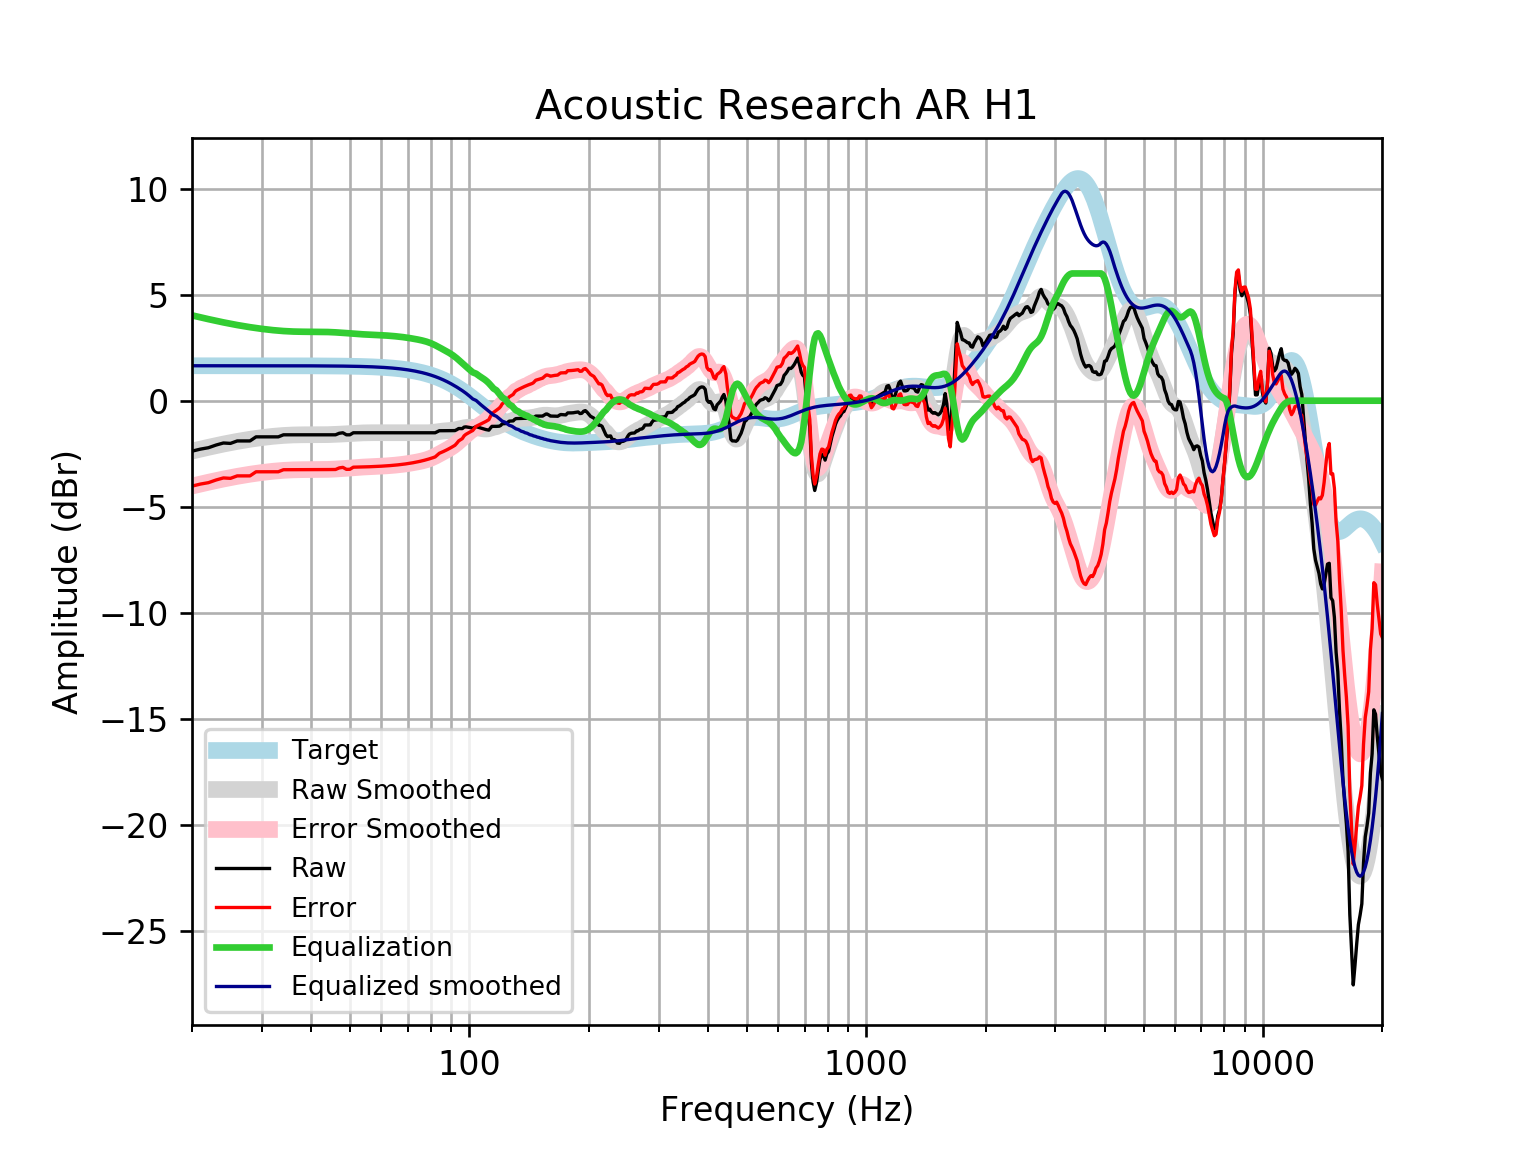 Acoustic Research AR H1
Amplitude (dBr)
10
5
0
−5
−10
−15
−20
−25
Target
Raw Smoothed
Error Smoothed
Raw
Error
Equalization
Equalized smoothed
100 1000 10000
Frequency (Hz)